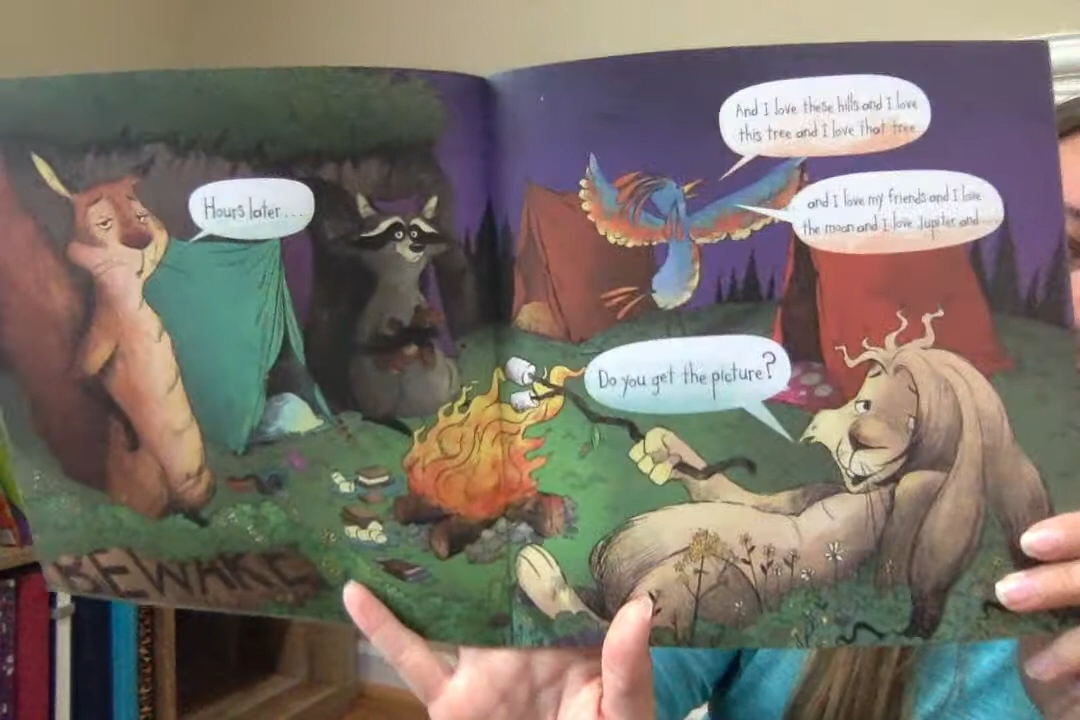 Hours later...
And I love these hills and I love
this tree and I love that tree
and I love my friends and I love
the moon and I love Jupiter and...
Do you get the picture?
BEWARE